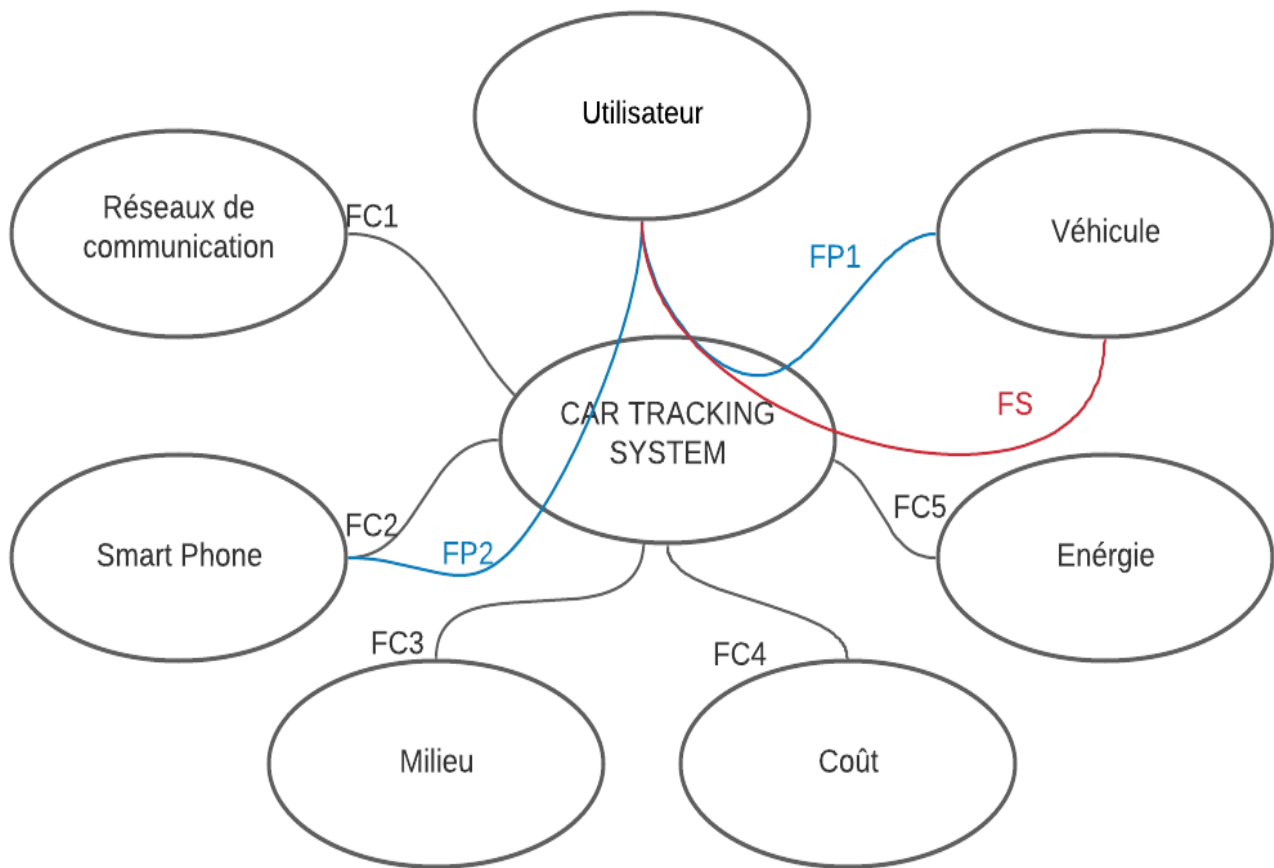 Utilisateur
Réseaux de
communication
FC1
Véhicule
FP1
CAR TRACKING
SYSTEM
FS
FC5
FC2
Smart Phone
FP2
Enérgie
FC3
FC4
Milieu
Coût